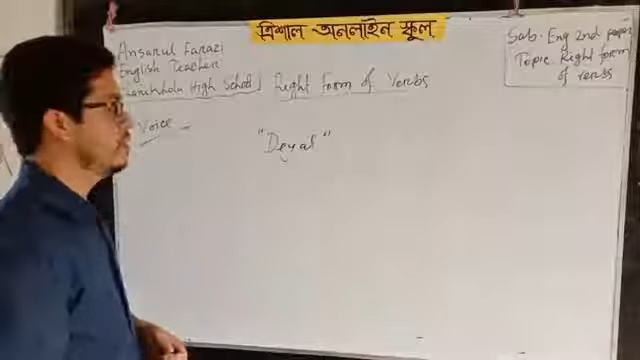 ত্রিশাল অনলাইন স্কুল
Ansarul Farazi
English Teacher
High School
Right form of Verbs
Sub. Eng 2nd paper
Topic. Right form
of verbs
Voice -
"Deyal"